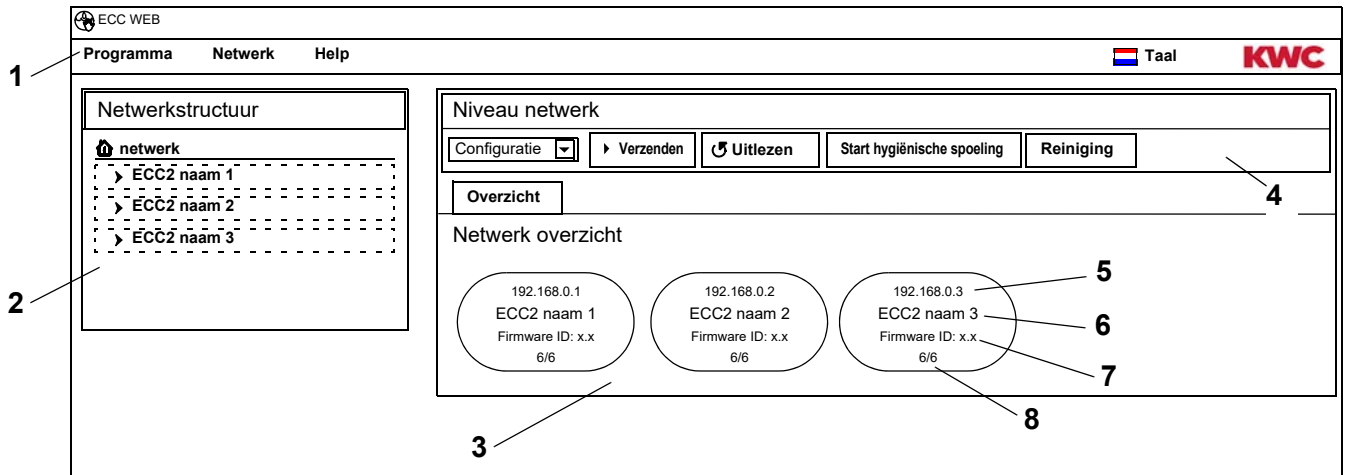 ECC WEB
Programma Netwerk Help Taal KWC
1
Netwerkstructuur
netwerk
ECC2 naam 1
ECC2 naam 2
ECC2 naam 3
2
Niveau netwerk
Configuratie Verzenden Uitlezen Start hygiënische spoeling Reiniging
4
Overzicht
Netwerk overzicht
192.168.0.1
ECC2 naam 1
Firmware ID: x.x
6/6
192.168.0.2
ECC2 naam 2
Firmware ID: x.x
6/6
192.168.0.3
ECC2 naam 3
Firmware ID: x.x
6/6
5
6
7
8
3